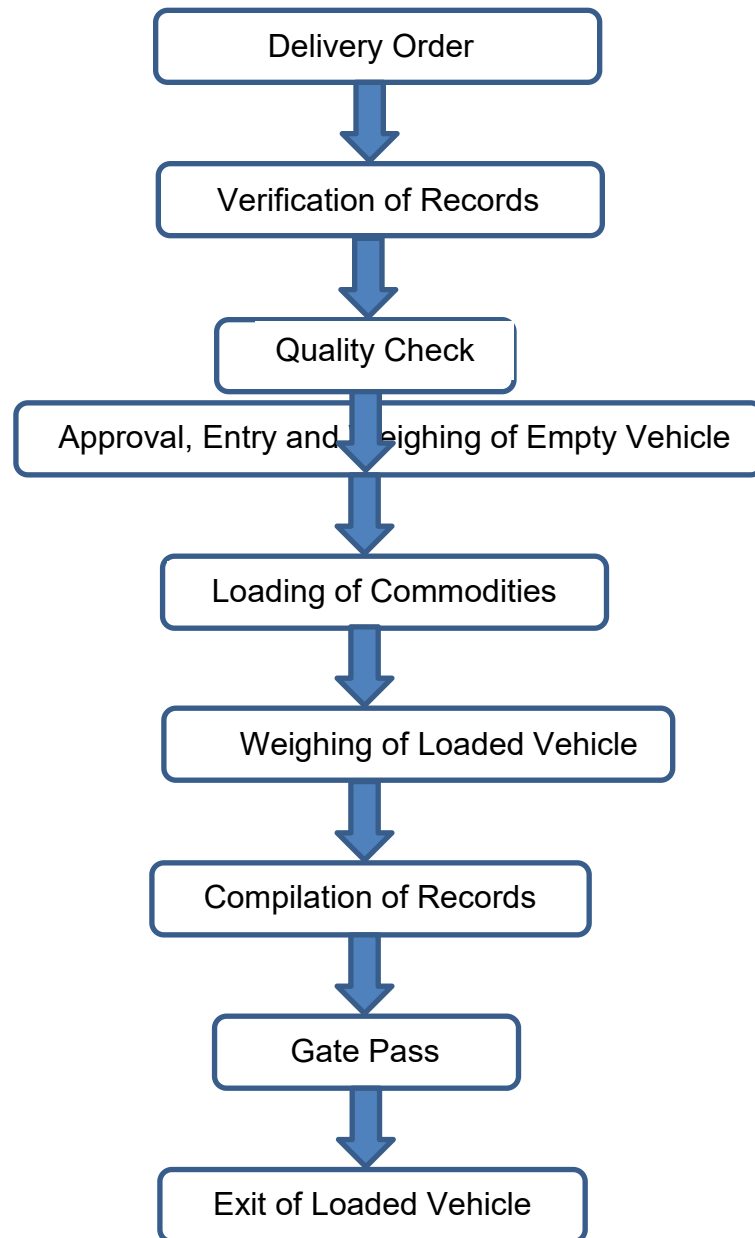 Delivery Order
Verification of Records
Quality Check
Approval, Entry and Weighing of Empty Vehicle
Loading of Commodities
Weighing of Loaded Vehicle
Compilation of Records
Gate Pass
Exit of Loaded Vehicle